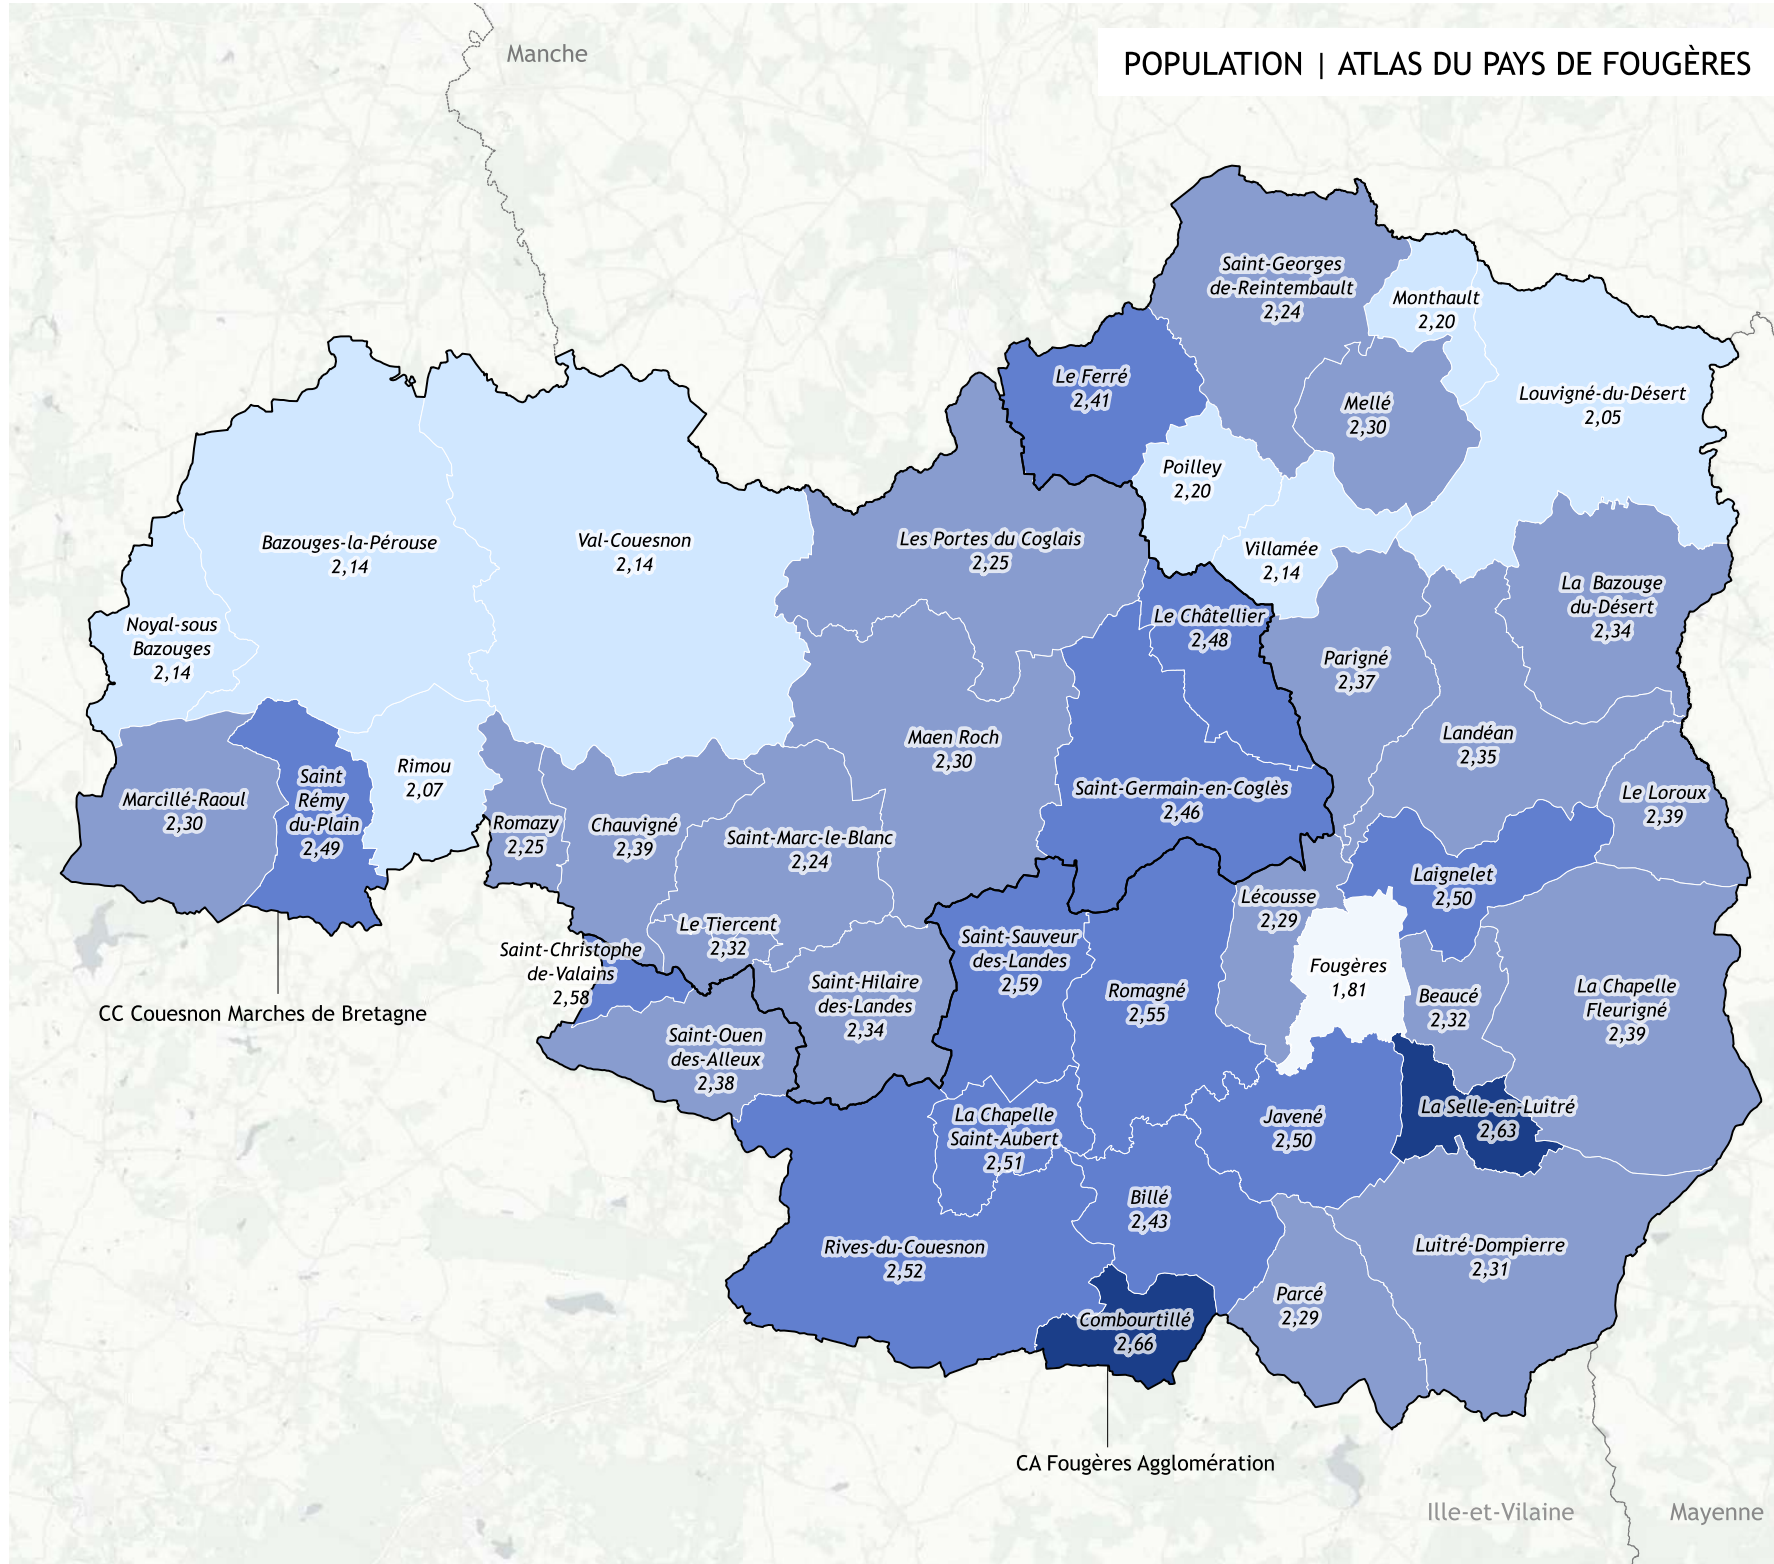 Manche
POPULATION | ATLAS DU PAYS DE FOUGÈRES
Saint-Georges
de-Reintembault
2,24
Monthault
2,20
Le Ferré
2,41
Mellé
2,30
Louvigné-du-Désert
2,05
Poilley
2,20
Bazouges-la-Pérouse
2,14
Val-Couesnon
2,14
Les Portes du Coglais
2,25
Villamée
2,14
La Bazouge
du-Désert
2,34
Noyal-sous
Bazouges
2,14
Le Châtellier
2,48
Parigné
2,37
Landéan
2,35
Maen Roch
2,30
Rimou
2,07
Saint
Rémy
du-Plain
2,49
Marcillé-Raoul
2,30
Saint-Germain-en-Coglès
2,46
Le Loroux
2,39
Romazy
2,25
Chauvigné
2,39
Saint-Marc-le-Blanc
2,24
Laignelet
2,50
Lécousse
2,29
Le Tiercent
2,32
Saint-Christophe
de-Valains
2,58
Saint-Sauveur
des-Landes
2,59
Fougères
1,81
Saint-Hilaire
des-Landes
2,34
Romagné
2,55
Beaucé
2,32
La Chapelle
Fleurigné
2,39
CC Couesnon Marches de Bretagne
Saint-Ouen
des-Alleux
2,38
La Chapelle
Saint-Aubert
2,51
Javené
2,50
La Selle-en-Luitré
2,63
Billé
2,43
Rives-du-Couesnon
2,52
Luitré-Dompierre
2,31
Parcé
2,29
Combourtillé
2,66
CA Fougères Agglomération
Ille-et-Vilaine
Mayenne